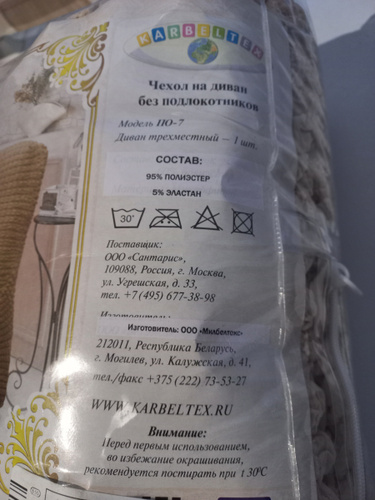 KARBELTEX
Чехол на диван
без подлокотников
Модель ПО-7
Диван трехместный — 1 шт.
СОСТАВ:
95% ПОЛИЭСТЕР
5% ЭЛАСТАН
30°
Поставщик:
ООО «Сантарис»,
109088, Россия, г. Москва,
ул. Угрешская, д. 33,
тел. +7 (495) 677-38-98
Изготовитель:
Изготовитель: ООО «Милбелтекс»
212011, Республика Беларусь,
г. Могилев, ул. Калужская, д. 41,
тел./факс +375 (222) 73-53-27
WWW.KARBELTEX.RU
Внимание:
Перед первым использованием,
во избежание окрашивания,
рекомендуется постирать при t 30°C